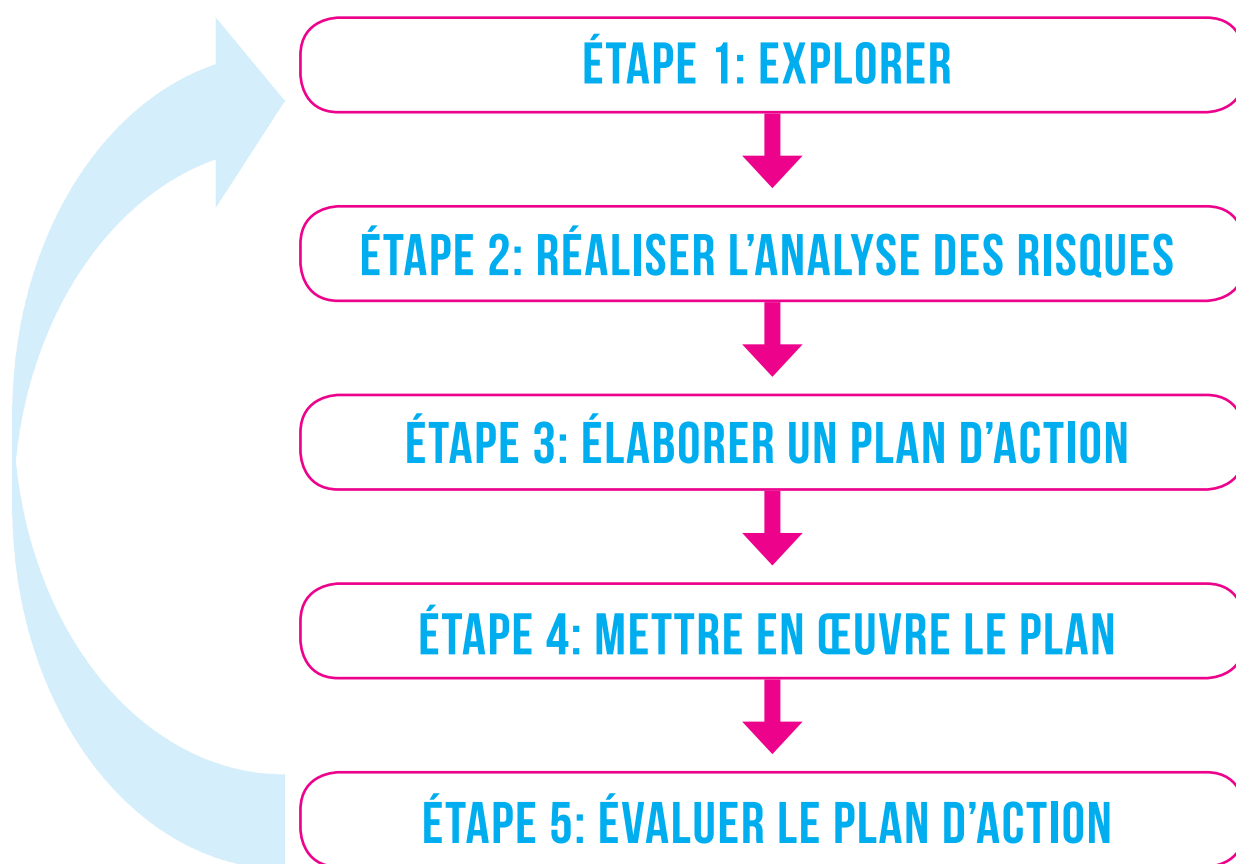 ÉTAPE 1: EXPLORER
ÉTAPE 2: RÉALISER L’ANALYSE DES RISQUES
ÉTAPE 3: ÉLABORER UN PLAN D’ACTION
ÉTAPE 4: METTRE EN ŒUVRE LE PLAN
ÉTAPE 5: ÉVALUER LE PLAN D’ACTION